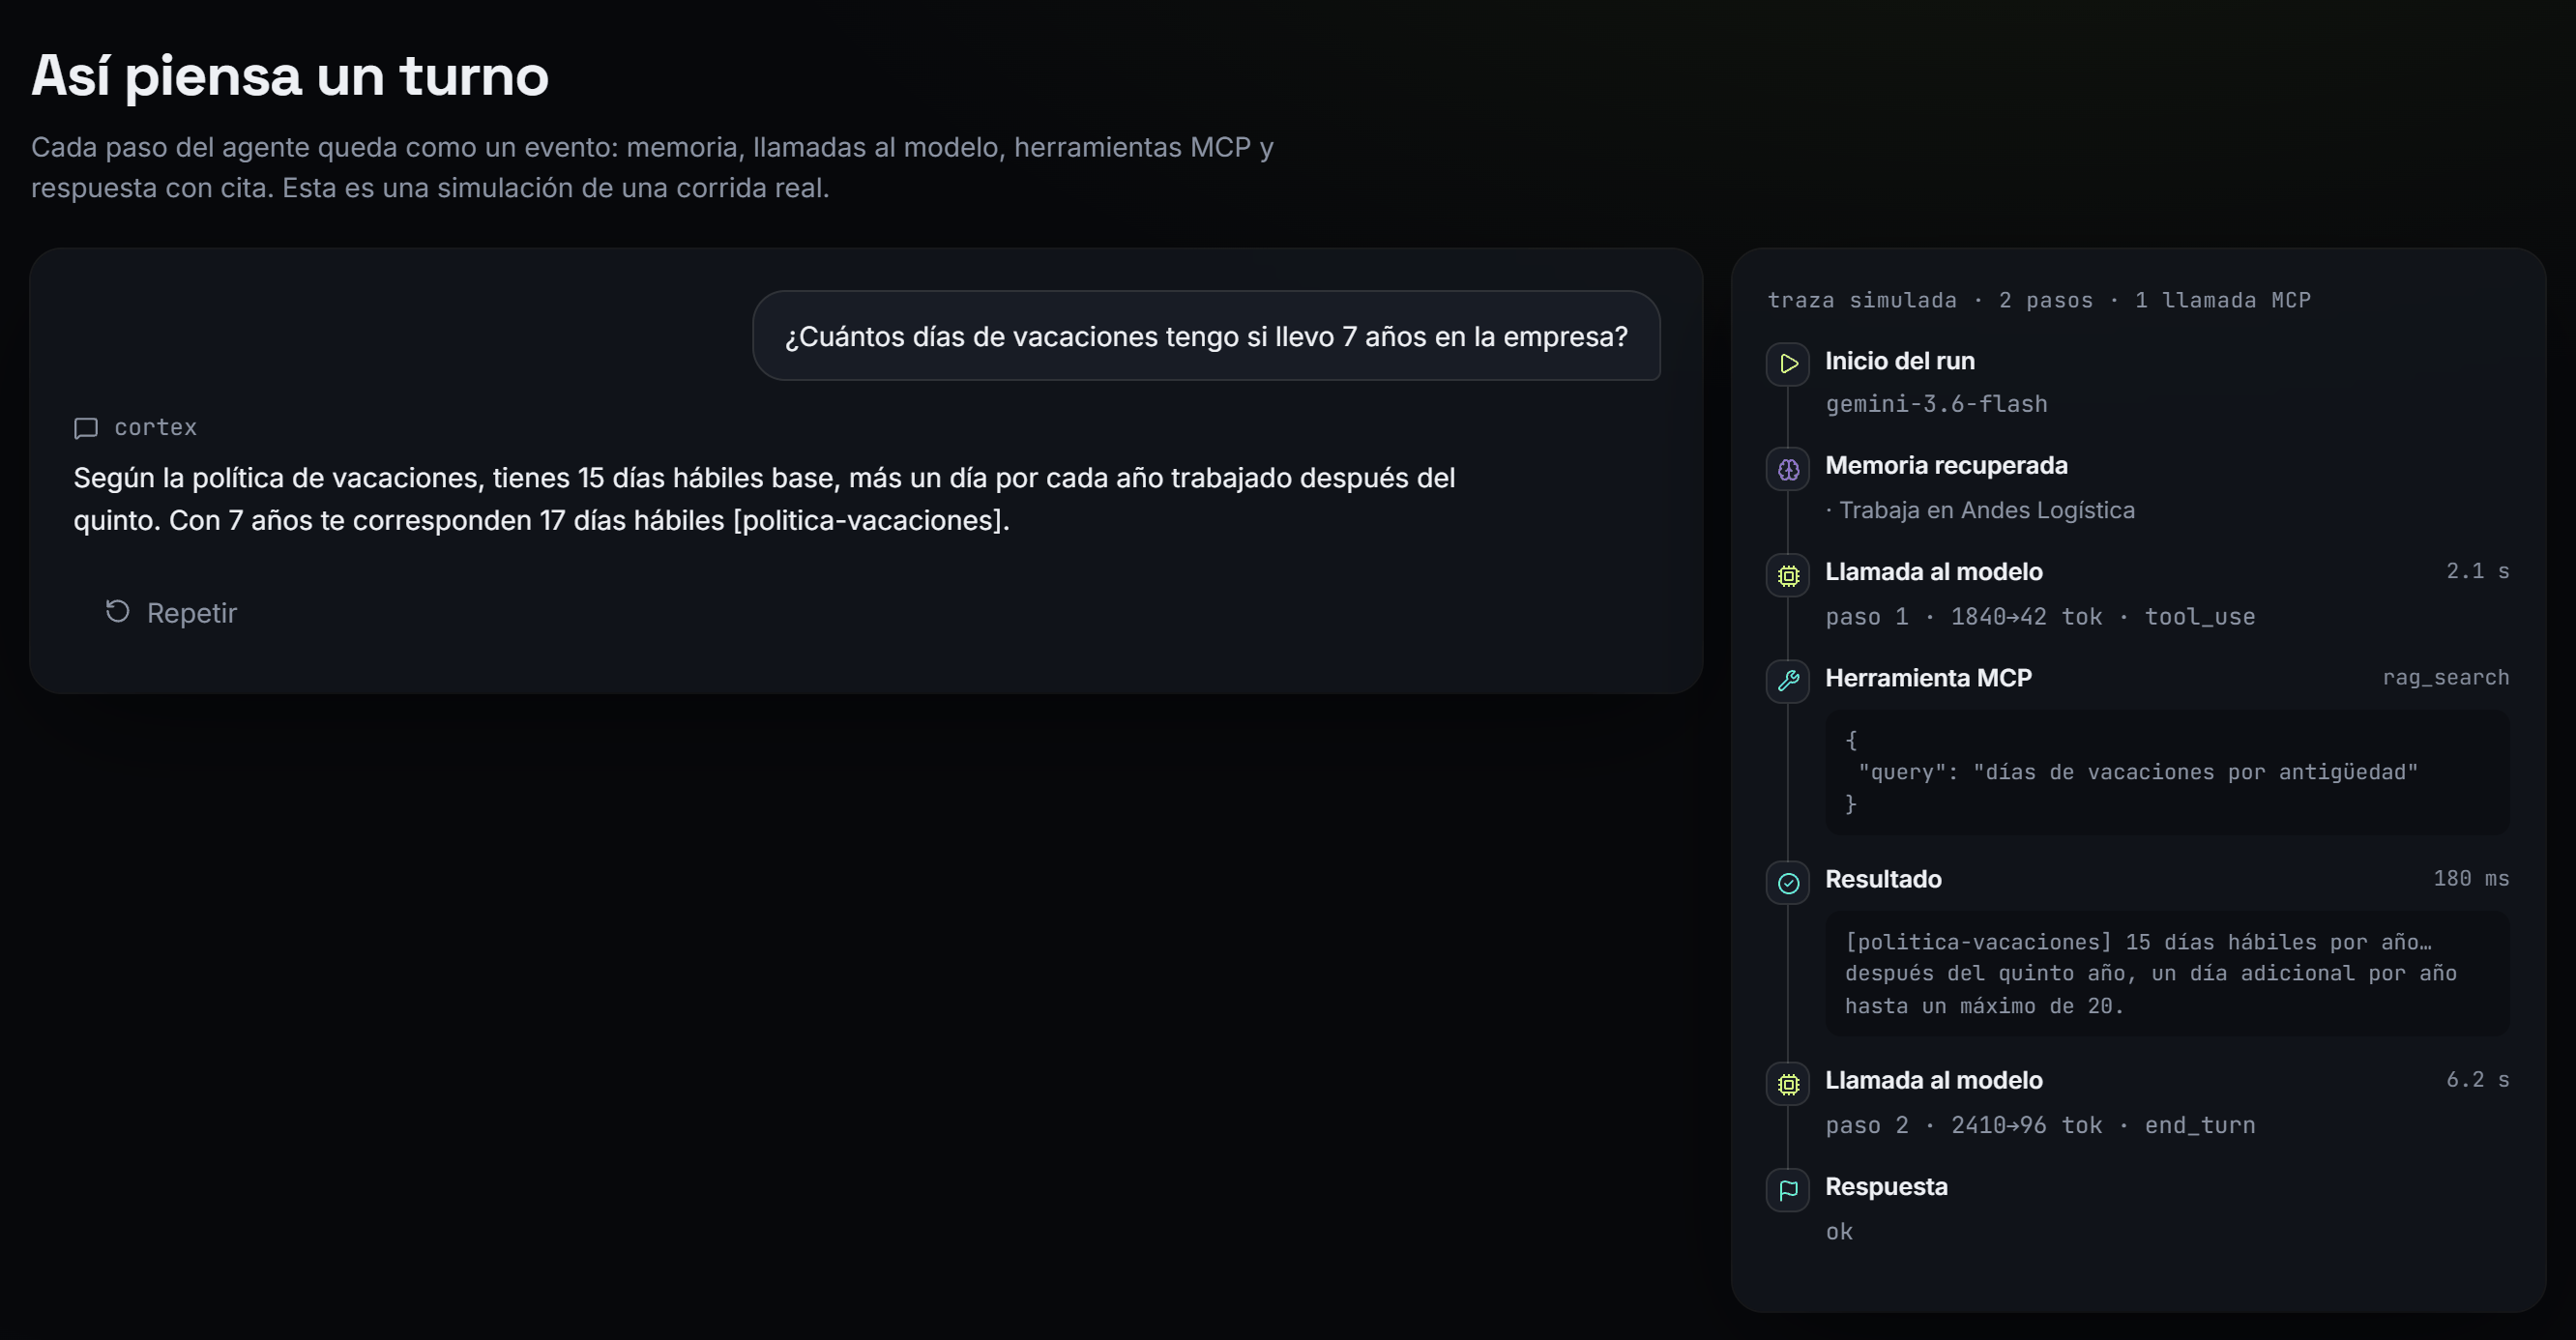 Así piensa un turno
Cada paso del agente queda como un evento: memoria, llamadas al modelo, herramientas MCP y
respuesta con cita. Esta es una simulación de una corrida real.
¿Cuántos días de vacaciones tengo si llevo 7 años en la empresa?
cortex
Según la política de vacaciones, tienes 15 días hábiles base, más un día por cada año trabajado después del
quinto. Con 7 años te corresponden 17 días hábiles [politica-vacaciones].
Repetir
traza simulada · 2 pasos · 1 llamada MCP
Inicio del run
gemini-3.6-flash
Memoria recuperada
· Trabaja en Andes Logística
Llamada al modelo 2.1 s
paso 1 · 1840→42 tok · tool_use
Herramienta MCP rag_search
{
"query": "días de vacaciones por antigüedad"
}
Resultado 180 ms
[politica-vacaciones] 15 días hábiles por año…
después del quinto año, un día adicional por año
hasta un máximo de 20.
Llamada al modelo 6.2 s
paso 2 · 2410→96 tok · end_turn
Respuesta
ok